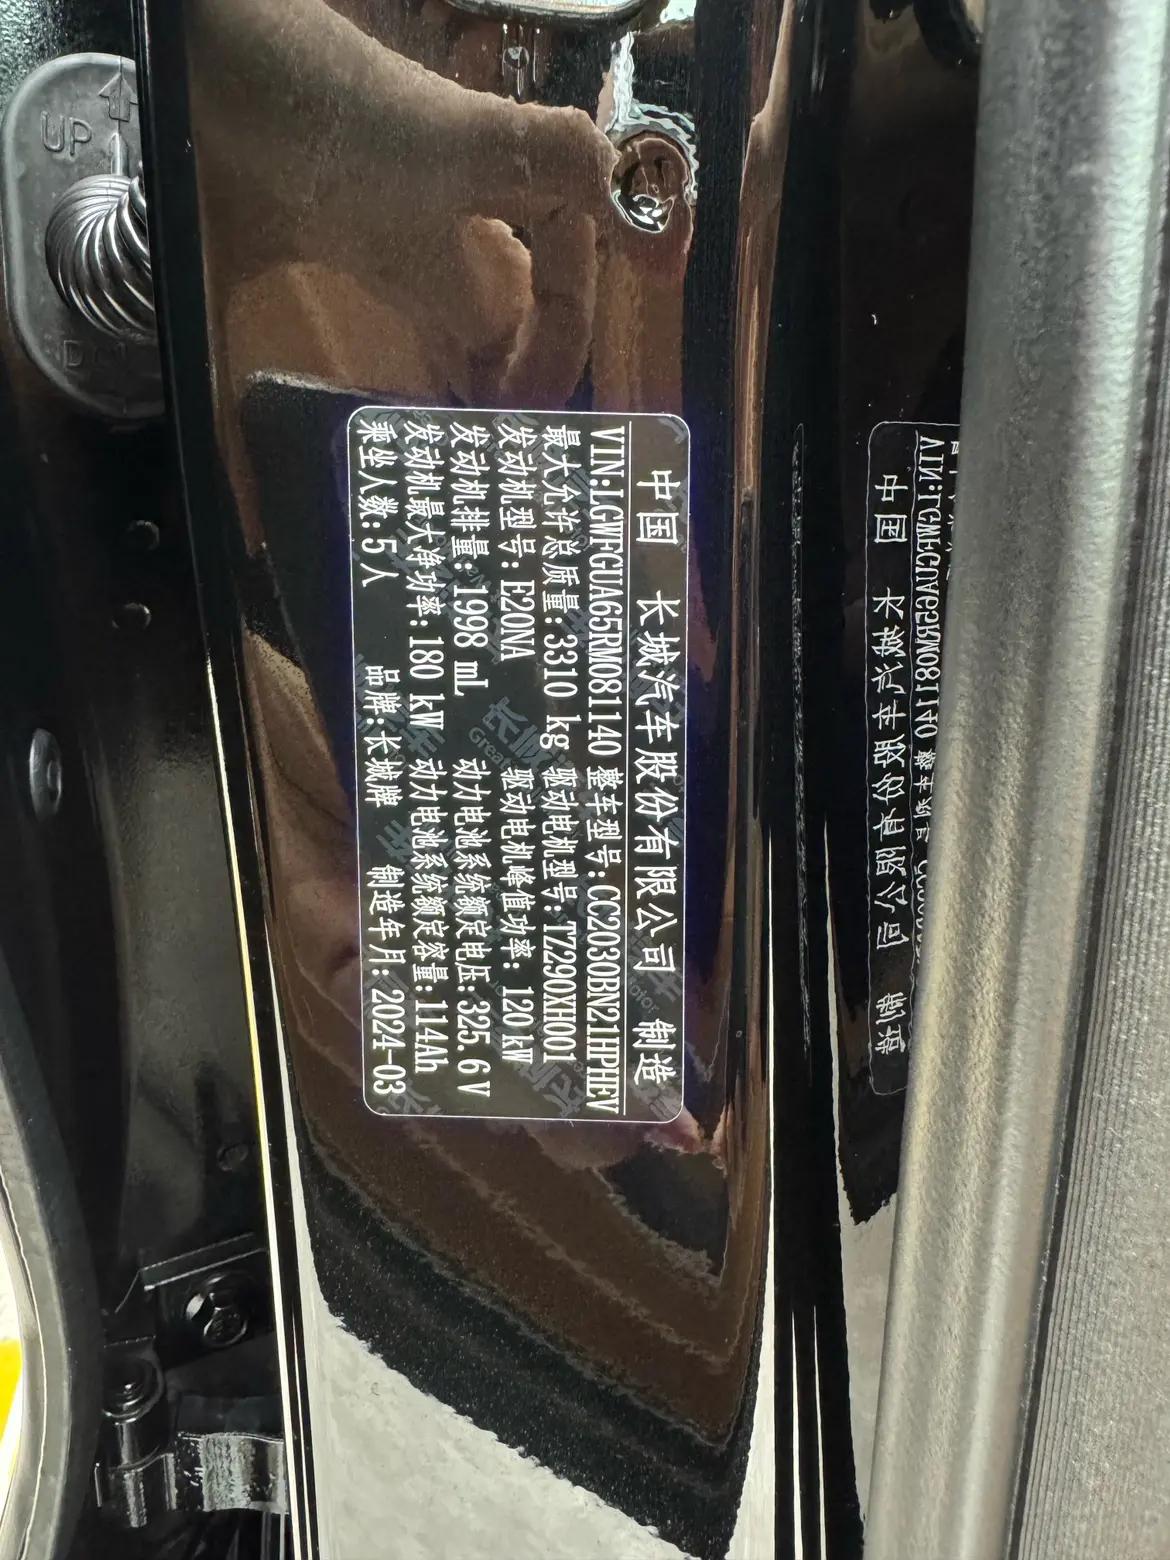 UP
中国 长城汽车股份有限公司 制造
VIN:LGWFGUA65RM081140 整车型号:CC2030BN21HPHEV
最大允许总质量:3310 kg 驱动电机型号:TZ290XH001
发动机型号:E20NA 驱动电机峰值功率:120kW
发动机排量:1998 mL 动力电池系统额定电压:325.6V
发动机最大净功率:180 kW 动力电池系统额定容量:114Ah
乘坐人数:5人 品牌:长城牌 制造年月:2024-03